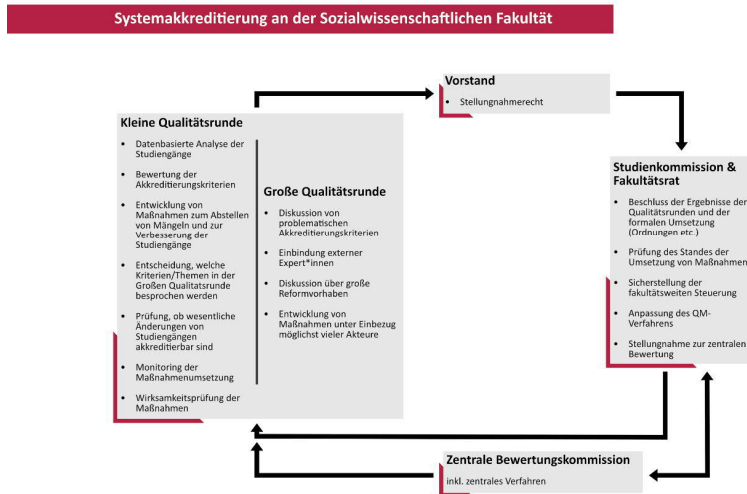 Systemakkreditierung an der Sozialwissenschaftlichen Fakultät
Vorstand
• Stellungnahmerecht
Kleine Qualitätsrunde
• Datenbasierte Analyse der
Studiengänge
• Bewertung der
Akkreditierungskriterien
• Entwicklung von
Maßnahmen zum Abstellen
von Mängeln und zur
Verbesserung der
Studiengänge
• Entscheidung, welche
Kriterien/Themen in der
Großen Qualitatsrunde
besprochen werden
• Prüfung, ob wesentliche
Änderungen von
Studiengängen
akkreditierbar sind
• Monitoring der
Maßnahmenumsetzung
• Wirksamkeitsprüfung der
Maßnahmen
Große Qualitätsrunde
• Diskussion von
problematischen
Akkreditierungskriterien
• Einbindung externer
Expert*innen
• Diskussion über große
Reformvorhaben
• Entwicklung von
Maßnahmen unter Einbezug
möglichst vieler Akteure
Studienkommission &
Fakultätsrat
• Beschluss der Ergebnisse der
Qualitätsrunden und der
formalen Umsetzung
(Ordnungen etc.)
• Prüfung des Standes der
Umsetzung von Maßnahmen
• Sicherstellung der
fakultätsweiten Steuerung
• Anpassung des QM-
Verfahrens
• Stellungnahme zur zentralen
Bewertung
Zentrale Bewertungskommission
inkl. zentrales Verfahren